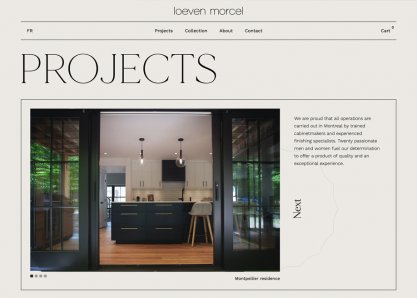 loeven morcel
FR
Projects
Collection
About
Contact
Cart 0
PROJECTS
We are proud that all operations are
carried out in Montreal by trained
cabinetmakers and experienced
finishing specialists. Twenty passionate
men and women fuel our determination
to offer a product of quality and an
exceptional experience.
Next
Montpellier residence